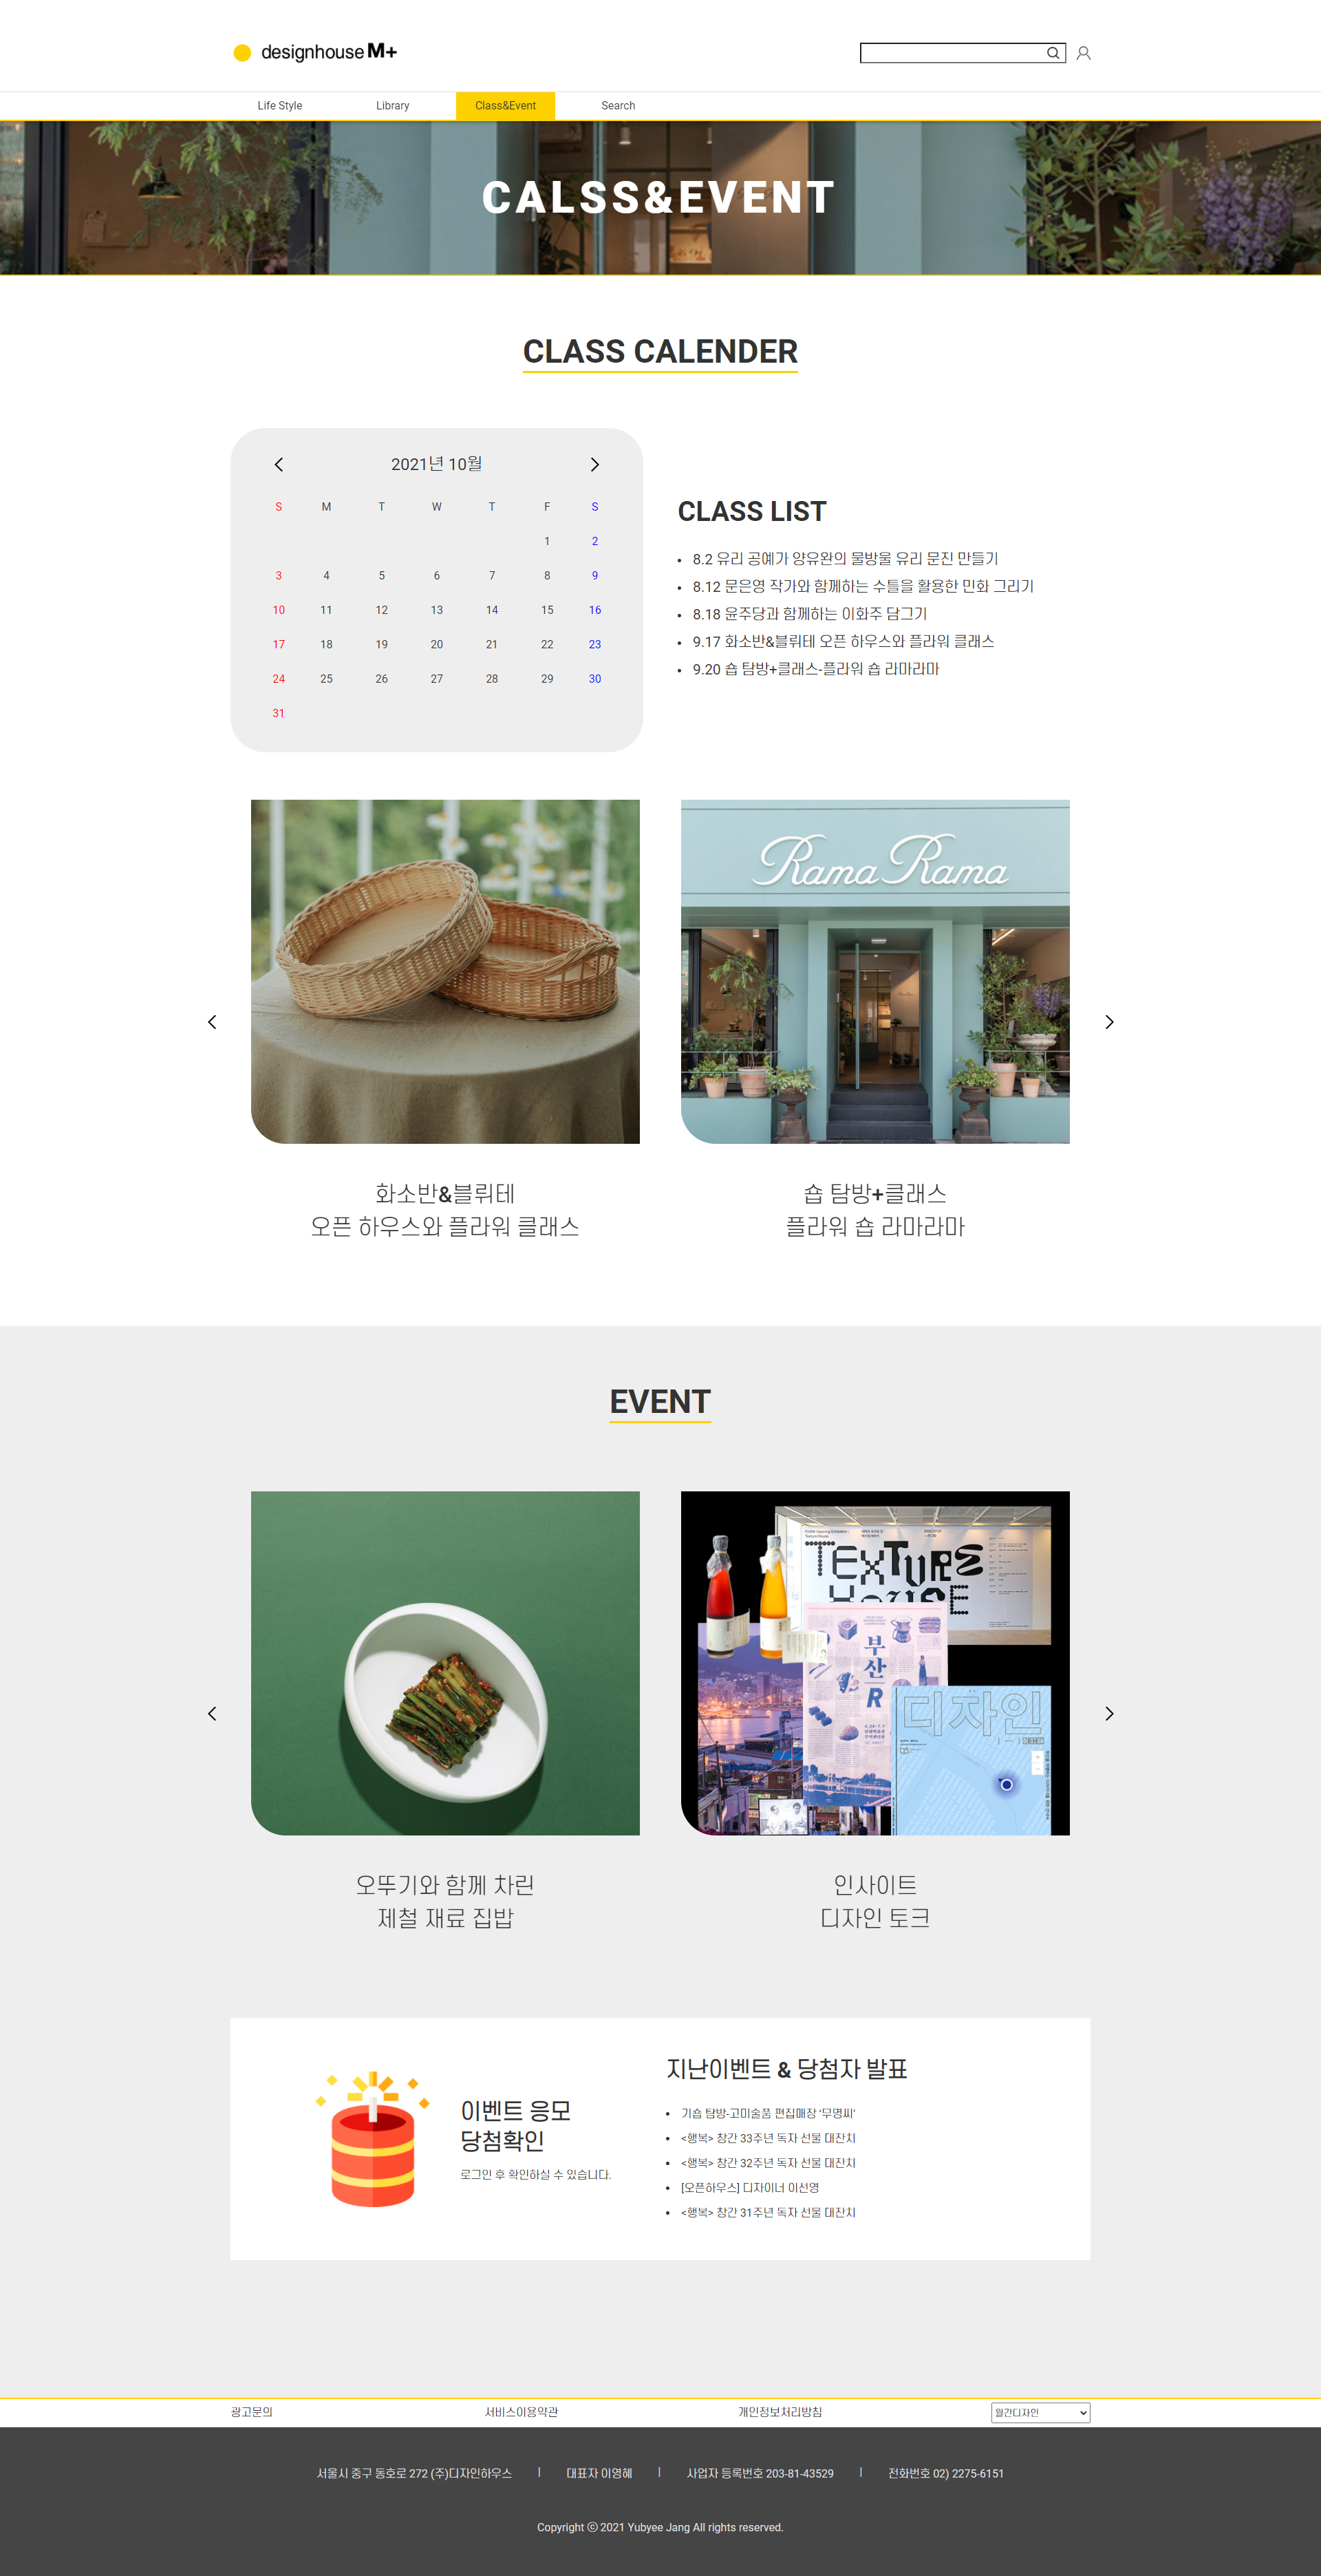 designhouse M+
Life Style
Library
Class&Event
Search
CALSS&EVENT
CLASS CALENDER
2021년 10월
S M T W T F S
1 2
3 4 5 6 7 8 9
10 11 12 13 14 15 16
17 18 19 20 21 22 23
24 25 26 27 28 29 30
31
CLASS LIST
8.2 유리 공예가 양유완의 물방울 유리 문진 만들기
8.12 문은영 작가와 함께하는 수틀을 활용한 민화 그리기
8.18 윤주당과 함께하는 이화주 담그기
9.17 화소반&블뤼테 오픈 하우스와 플라워 클래스
9.20 숍 탐방+클래스-플라워 숍 라마라마
Rama Rama
화소반&블뤼테
오픈 하우스와 플라워 클래스
숍 탐방+클래스
플라워 숍 라마라마
EVENT
TEXTURE
HOUSE
부산
R
디자인
오뚜기와 함께 차린
제철 재료 집밥
인사이트
디자인 토크
이벤트 응모
당첨확인
로그인 후 확인하실 수 있습니다.
지난이벤트 & 당첨자 발표
기숍 탐방-고미술품 편집매장 ‘무명씨’
<행복> 창간 33주년 독자 선물 대잔치
<행복> 창간 32주년 독자 선물 대잔치
[오픈하우스] 디자이너 이선영
<행복> 창간 31주년 독자 선물 대잔치
광고문의
서비스이용약관
개인정보처리방침
월간디자인
서울시 중구 동호로 272 (주)디자인하우스 | 대표자 이영혜 | 사업자 등록번호 203-81-43529 | 전화번호 02) 2275-6151
Copyright ⓒ 2021 Yubyee Jang All rights reserved.